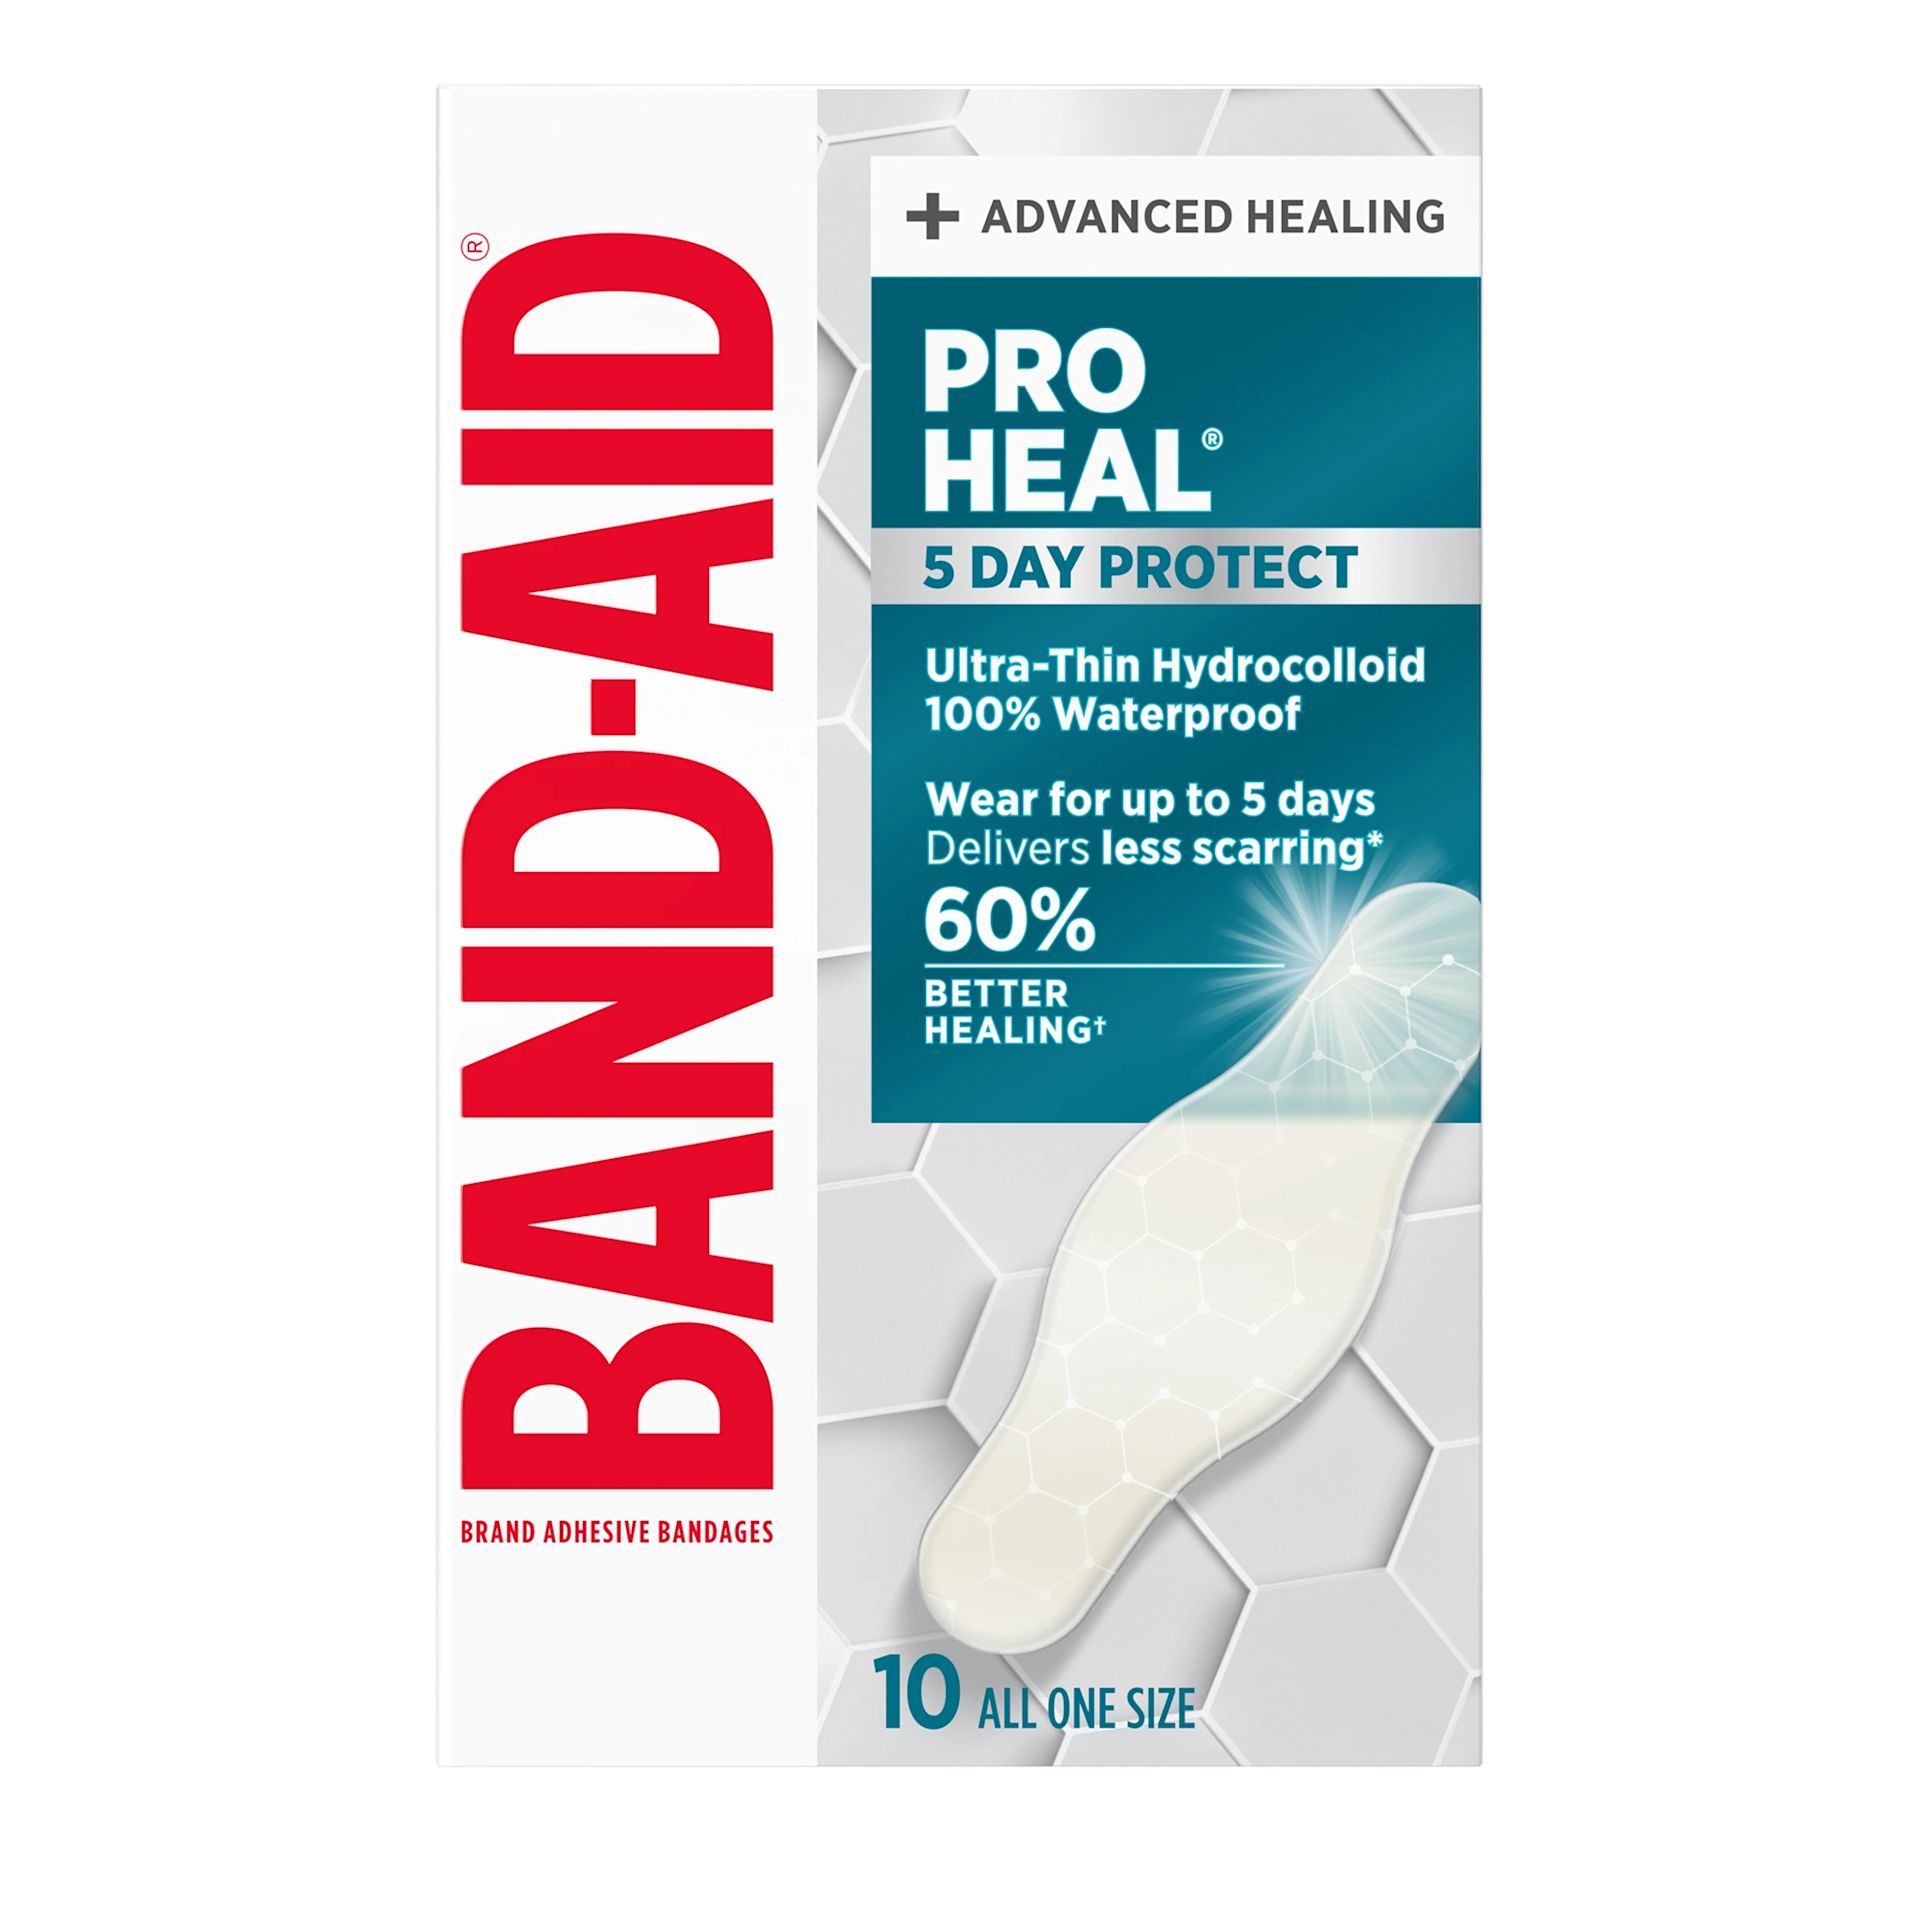 BAND-AID®
BRAND ADHESIVE BANDAGES
+ ADVANCED HEALING
PRO
HEAL®
5 DAY PROTECT
Ultra-Thin Hydrocolloid
100% Waterproof
Wear for up to 5 days
Delivers less scarring*
60%
BETTER
HEALING†
10 ALL ONE SIZE